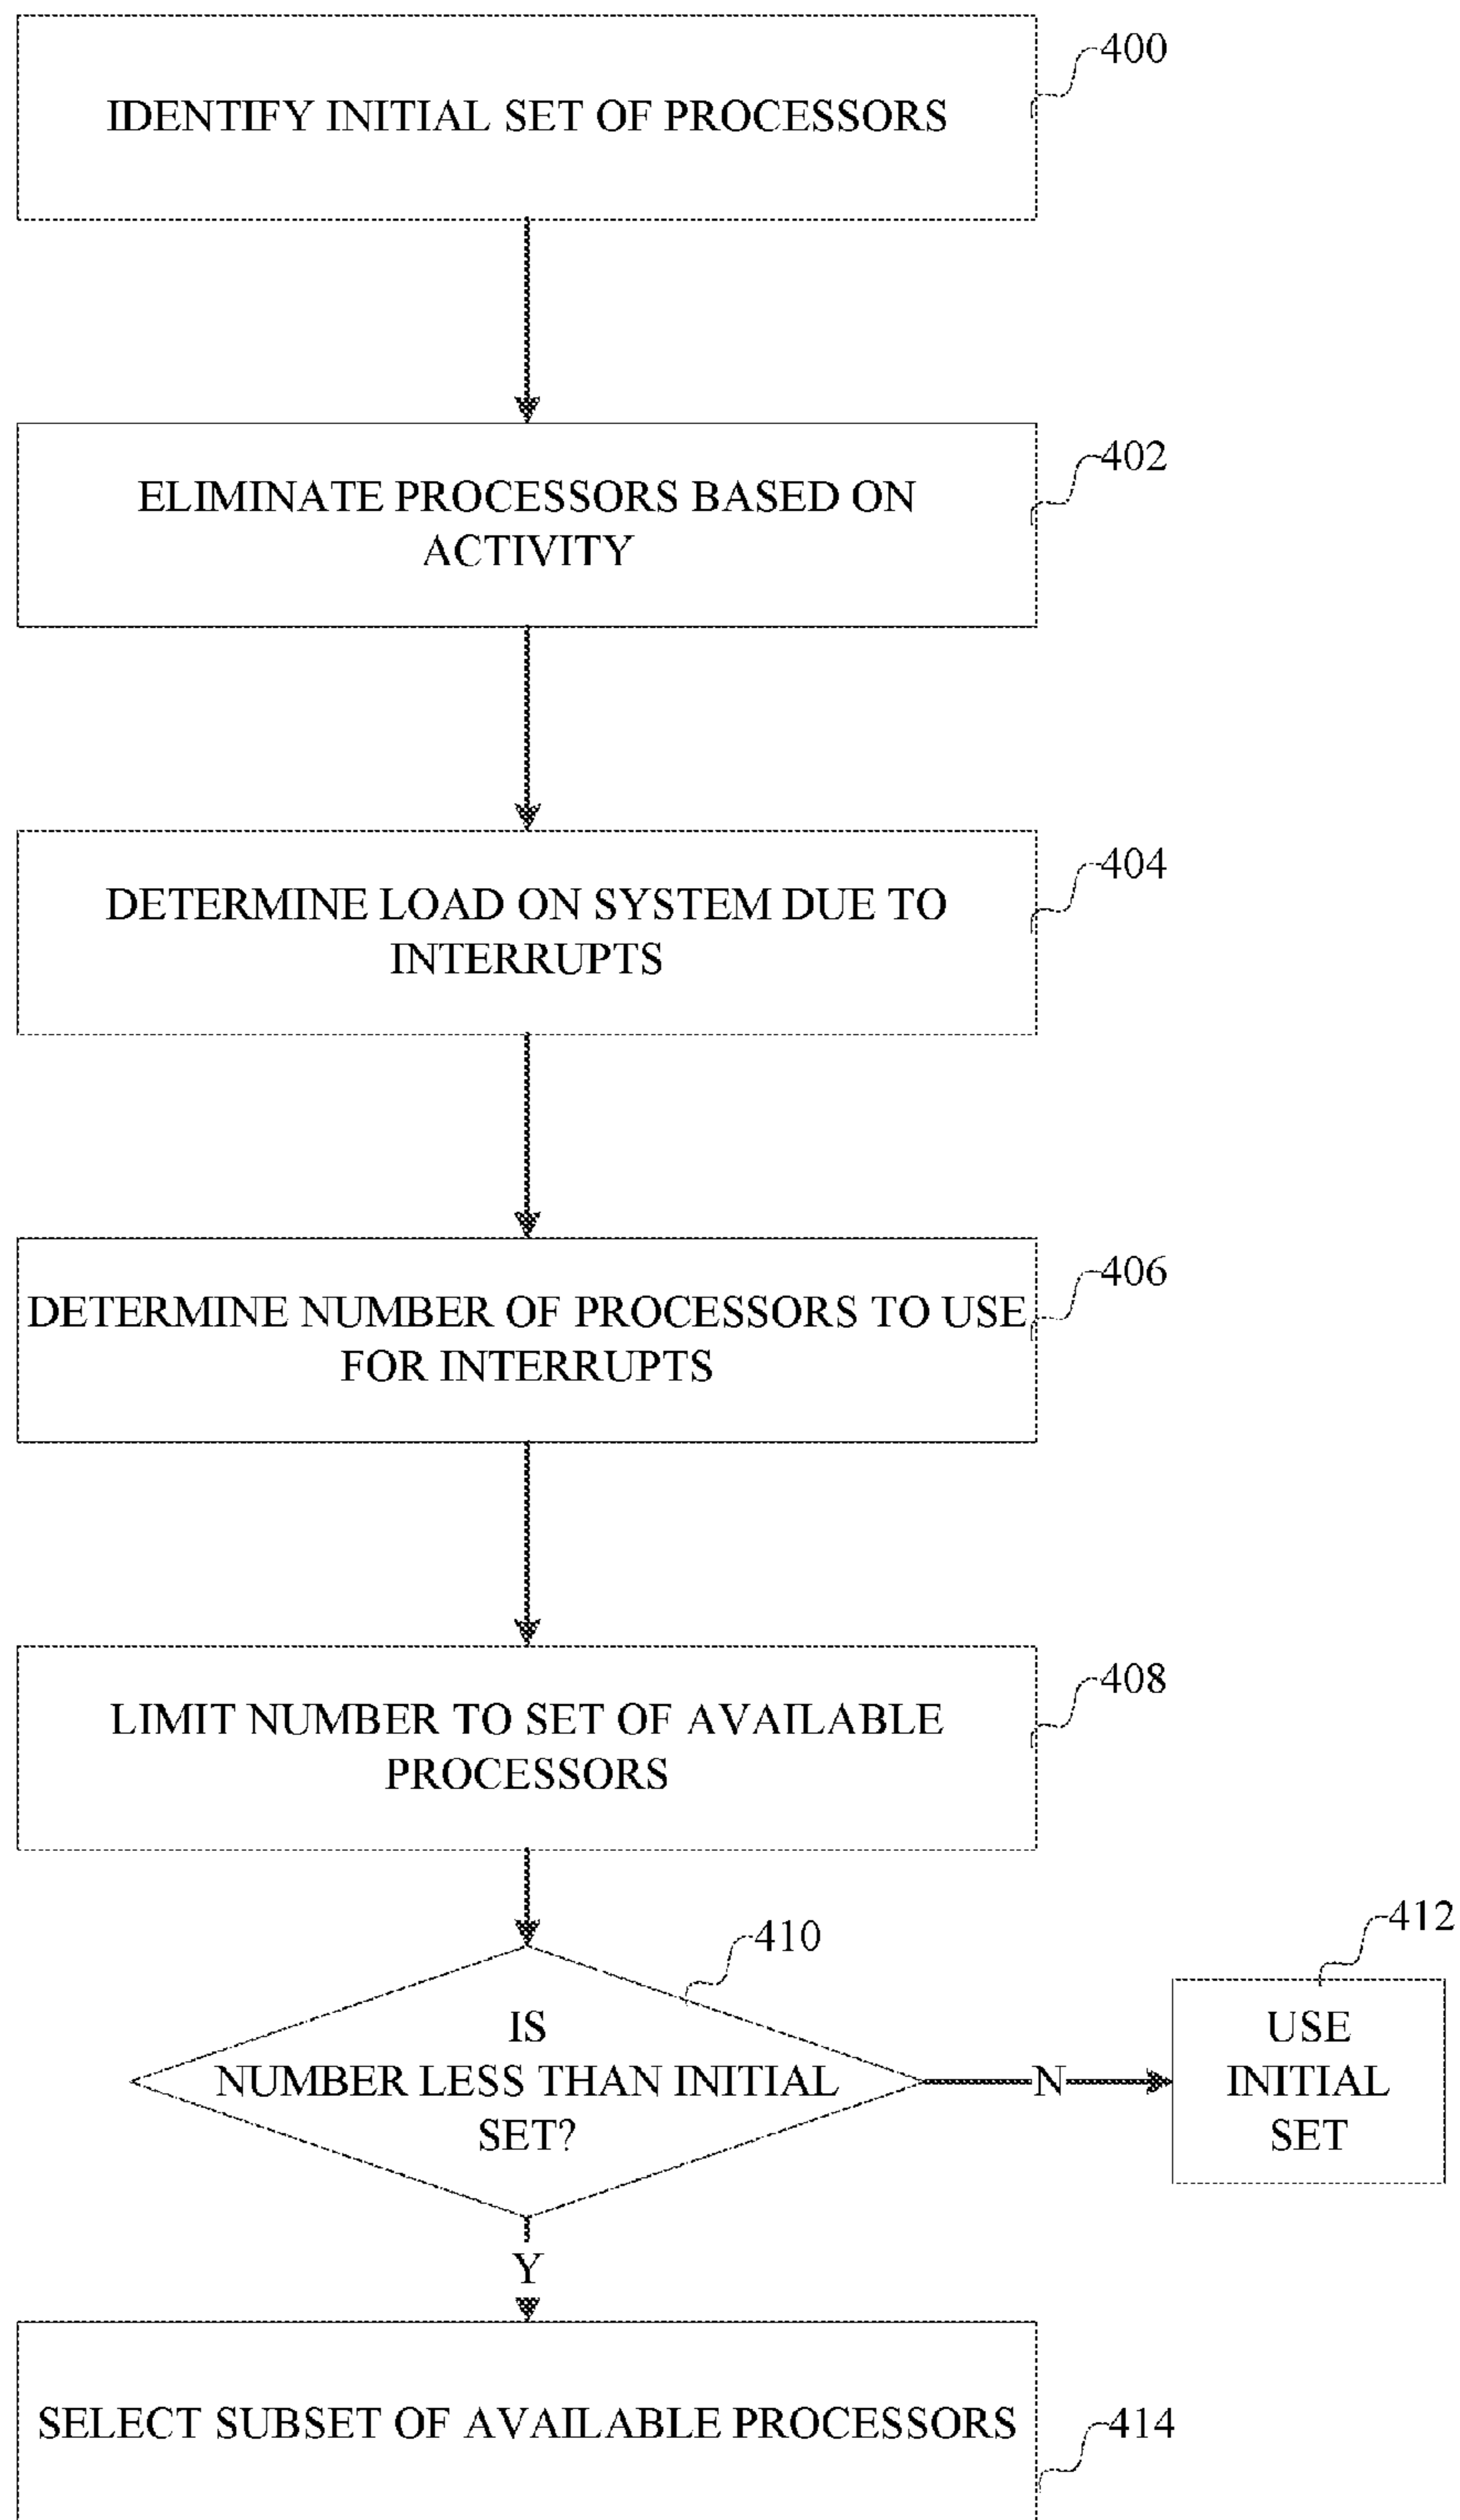 400
IDENTIFY INITIAL SET OF PROCESSORS
402
ELIMINATE PROCESSORS BASED ON
ACTIVITY
404
DETERMINE LOAD ON SYSTEM DUE TO
INTERRUPTS
406
DETERMINE NUMBER OF PROCESSORS TO USE
FOR INTERRUPTS
408
LIMIT NUMBER TO SET OF AVAILABLE
PROCESSORS
410
412
IS
NUMBER LESS THAN INITIAL
SET?
N
USE
INITIAL
SET
Y
SELECT SUBSET OF AVAILABLE PROCESSORS
414